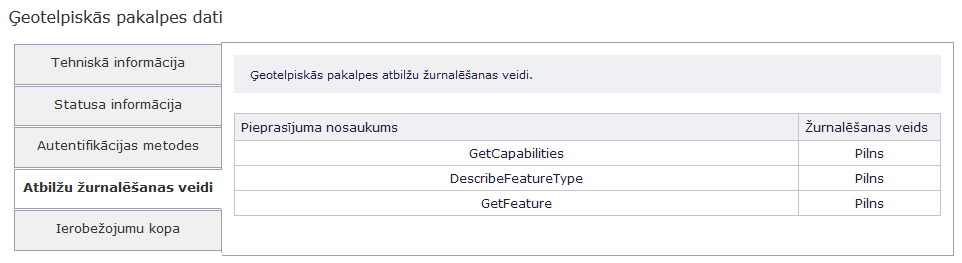 Ģeotelpiskās pakalpes dati
Tehniskā informācija
Statusa informācija
Autentifikācijas metodes
Atbilžu žurnalēšanas veidi
Ierobežojumu kopa
Ģeotelpiskās pakalpes atbilžu žurnalēšanas veidi.
Pieprasījuma nosaukums Žurnalēšanas veids
GetCapabilities Pilns
DescribeFeatureType Pilns
GetFeature Pilns